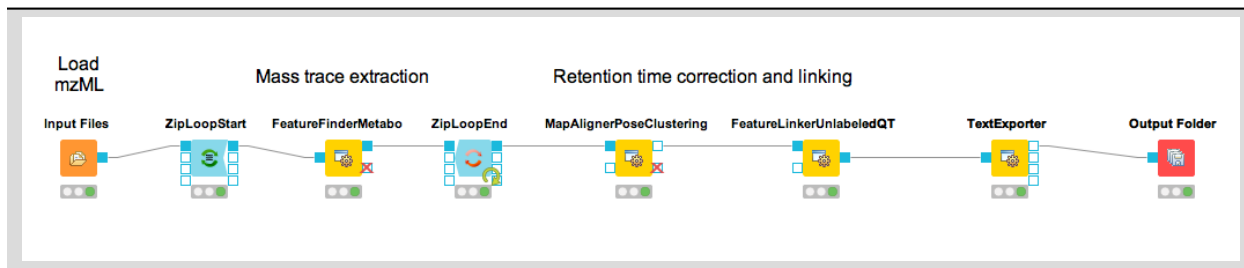 Load
mzML
Mass trace extraction
Retention time correction and linking
Input Files
ZipLoopStart
FeatureFinderMetabo
ZipLoopEnd
MapAlignerPoseClustering
FeatureLinkerUnlabeledQT
TextExporter
Output Folder